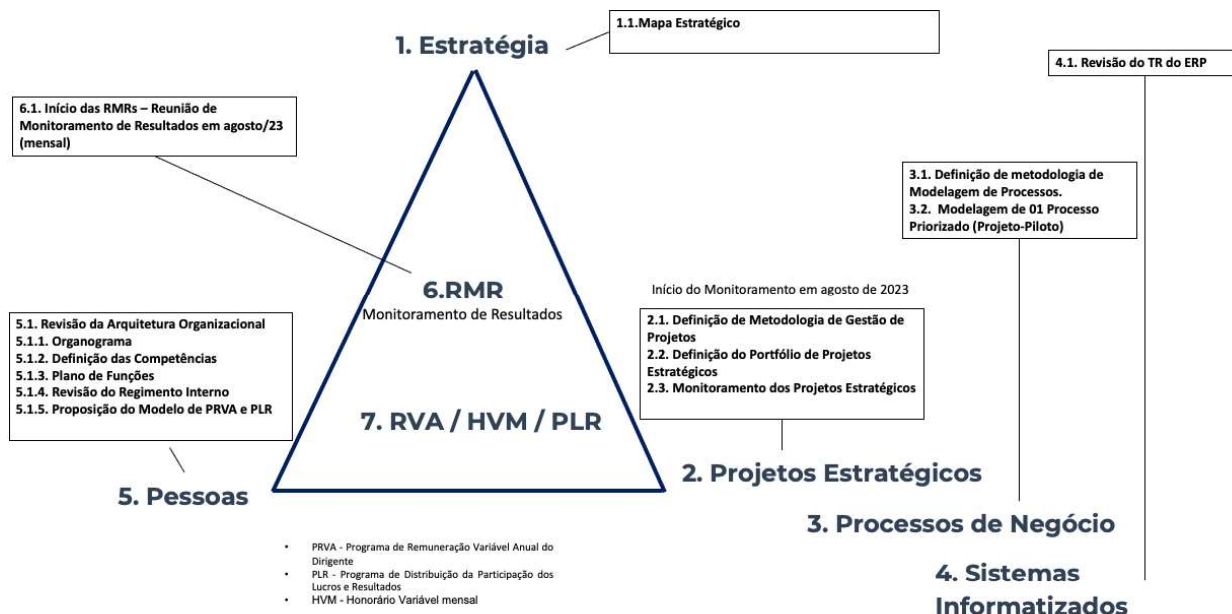 1. Estratégia
1.1.Mapa Estratégico
4.1. Revisão do TR do ERP
6.1. Início das RMRs – Reunião de
Monitoramento de Resultados em agosto/23
(mensal)
3.1. Definição de metodologia de
Modelagem de Processos.
3.2. Modelagem de 01 Processo
Priorizado (Projeto-Piloto)
6.RMR
Monitoramento de Resultados
Início do Monitoramento em agosto de 2023
2.1. Definição de Metodologia de Gestão de
Projetos
2.2. Definição do Portfólio de Projetos
Estratégicos
2.3. Monitoramento dos Projetos Estratégicos
5.1. Revisão da Arquitetura Organizacional
5.1.1. Organograma
5.1.2. Definição das Competências
5.1.3. Plano de Funções
5.1.4. Revisão do Regimento Interno
5.1.5. Proposição do Modelo de PRVA e PLR
7. RVA / HVM / PLR
2. Projetos Estratégicos
5. Pessoas
3. Processos de Negócio
4. Sistemas
Informatizados
• PRVA - Programa de Remuneração Variável Anual do
Dirigente
• PLR - Programa de Distribuição da Participação dos
Lucros e Resultados
• HVM - Honorário Variável mensal